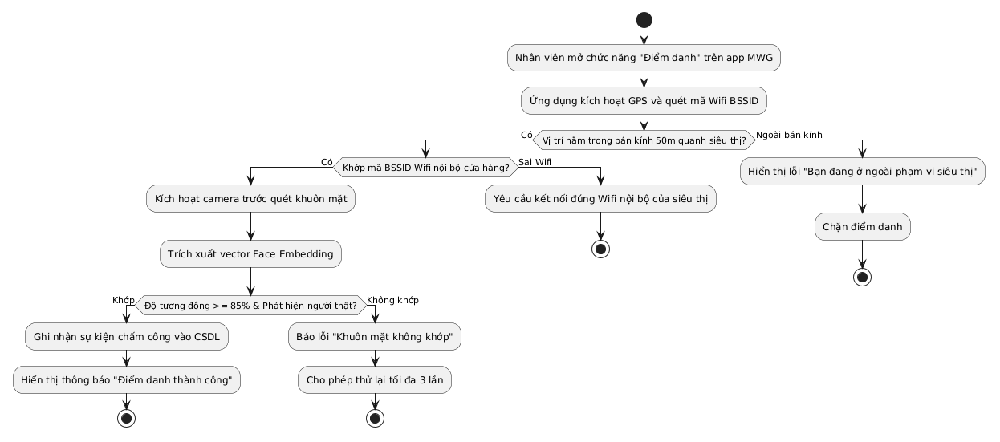 Nhân viên mở chức năng "Điểm danh" trên app MWG
Ứng dụng kích hoạt GPS và quét mã Wifi BSSID
Có
Vị trí nằm trong bán kính 50m quanh siêu thị?
Ngoài bán kính
Có
Khớp mã BSSID Wifi nội bộ cửa hàng?
Sai Wifi
Hiển thị lỗi "Bạn đang ở ngoài phạm vi siêu thị"
Kích hoạt camera trước quét khuôn mặt
Yêu cầu kết nối đúng Wifi nội bộ của siêu thị
Chặn điểm danh
Trích xuất vector Face Embedding
Khớp
Độ tương đồng >= 85% & Phát hiện người thật?
Không khớp
Ghi nhận sự kiện chấm công vào CSDL
Báo lỗi "Khuôn mặt không khớp"
Hiển thị thông báo "Điểm danh thành công"
Cho phép thử lại tối đa 3 lần